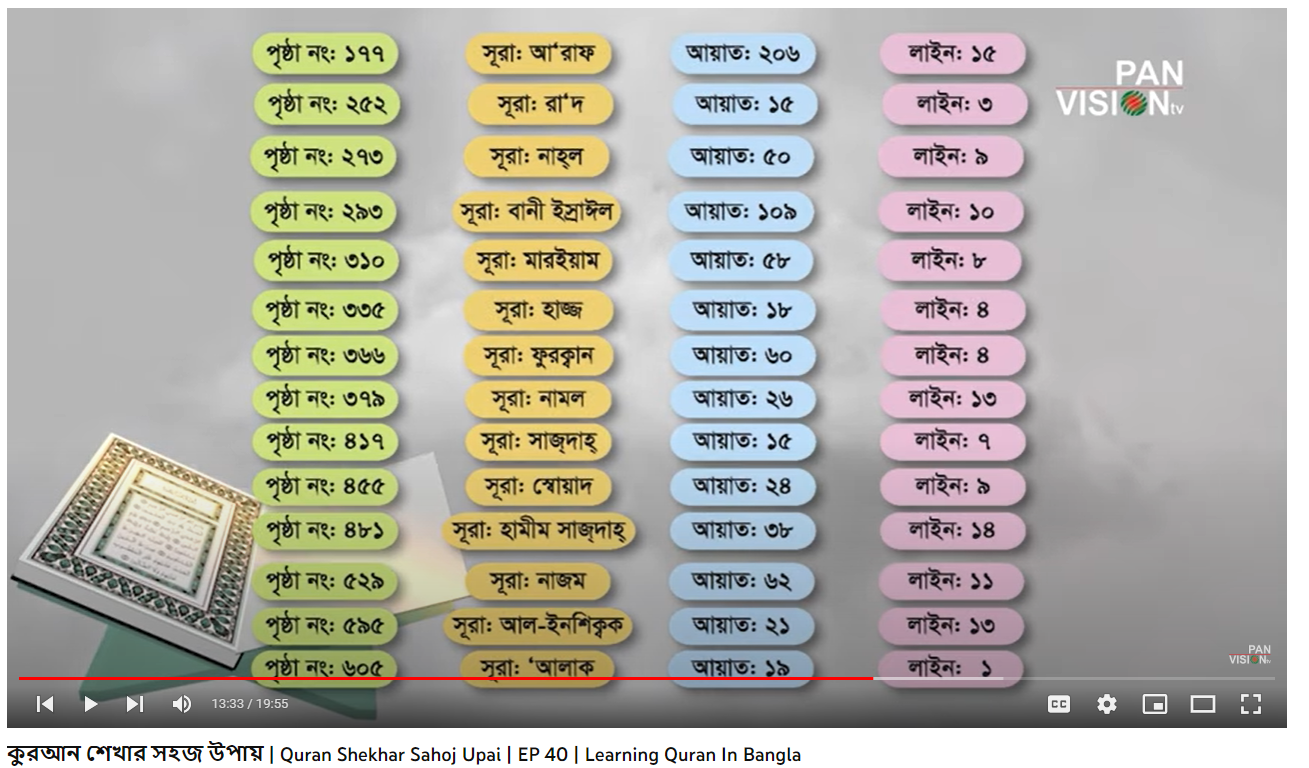 পৃষ্ঠা নং: ১৭৭ সূরা: আ‘রাফ আয়াত: ২০৬ লাইন: ১৫
PAN
VISION tv
পৃষ্ঠা নং: ২৫২ সূরা: রা‘দ আয়াত: ১৫ লাইন: ৩
পৃষ্ঠা নং: ২৭৩ সূরা: নাহ্‌ল আয়াত: ৫০ লাইন: ৯
পৃষ্ঠা নং: ২৯৩ সূরা: বানী ইস্রাঈল আয়াত: ১০৯ লাইন: ১০
পৃষ্ঠা নং: ৩১০ সূরা: মারইয়াম আয়াত: ৫৮ লাইন: ৮
পৃষ্ঠা নং: ৩৩৫ সূরা: হাজ্জ আয়াত: ১৮ লাইন: ৪
পৃষ্ঠা নং: ৩৬৬ সূরা: ফুরক্বান আয়াত: ৬০ লাইন: ৪
পৃষ্ঠা নং: ৩৭৯ সূরা: নামল আয়াত: ২৬ লাইন: ১৩
পৃষ্ঠা নং: ৪১৭ সূরা: সাজ্‌দাহ্ আয়াত: ১৫ লাইন: ৭
পৃষ্ঠা নং: ৪৫৫ সূরা: স্বোয়াদ আয়াত: ২৪ লাইন: ৯
পৃষ্ঠা নং: ৪৮১ সূরা: হামীম সাজ্‌দাহ্ আয়াত: ৩৮ লাইন: ১৪
পৃষ্ঠা নং: ৫২৯ সূরা: নাজম আয়াত: ৬২ লাইন: ১১
পৃষ্ঠা নং: ৫৯৫ সূরা: আল-ইনশিক্বক আয়াত: ২১ লাইন: ১৩
পৃষ্ঠা নং: ৬০৫ সূরা: ‘আলাক আয়াত: ১৯ লাইন: ১
PAN
VISION tv
13:33 / 19:55 CC
কুরআন শেখার সহজ উপায় | Quran Shekhar Sahoj Upai | EP 40 | Learning Quran In Bangla